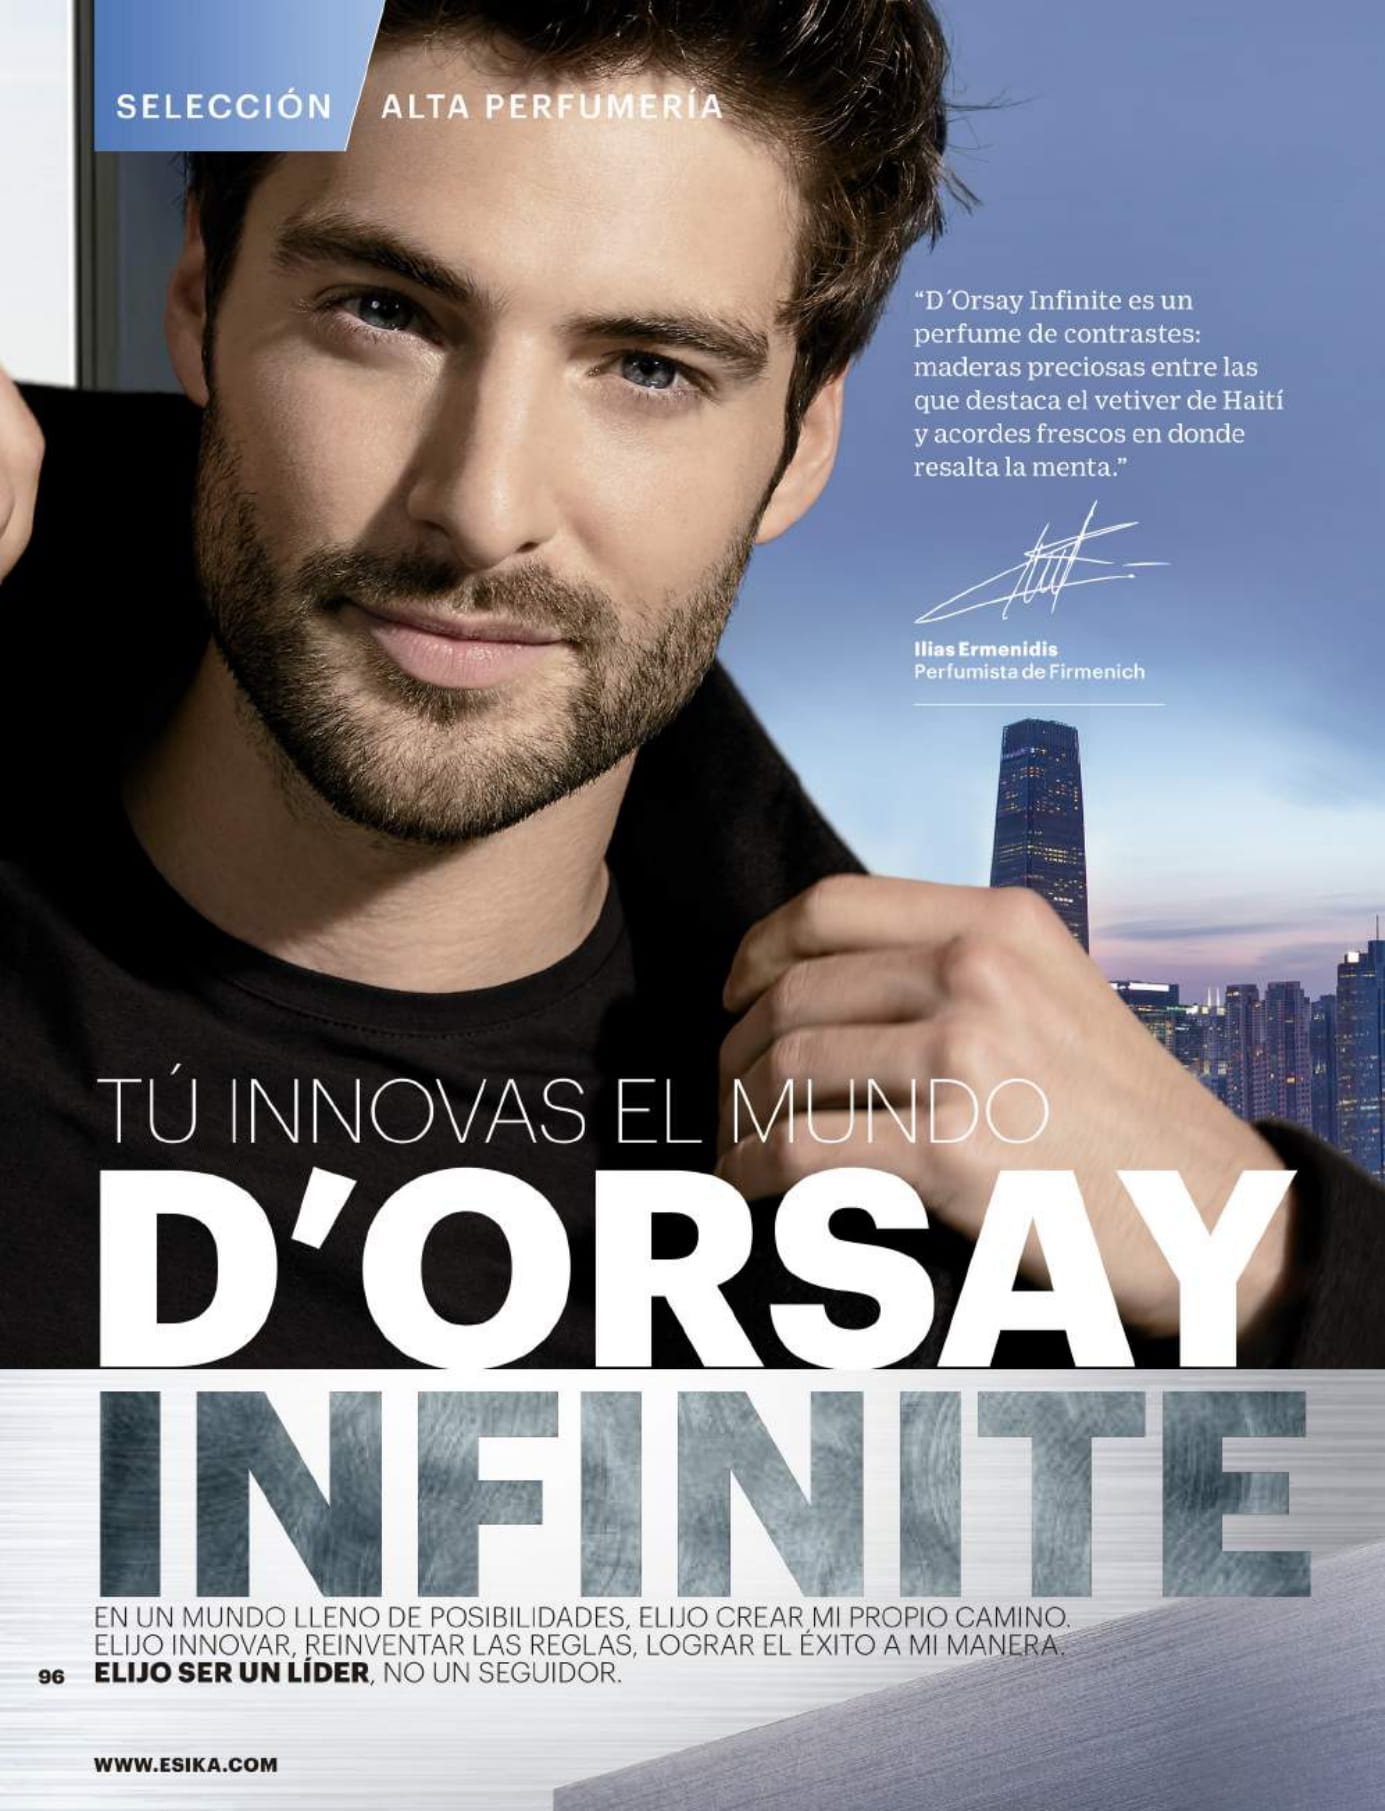 SELECCIÓN ALTA PERFUMERÍA
“D´Orsay Infinite es un
perfume de contrastes:
maderas preciosas entre las
que destaca el vetiver de Haití
y acordes frescos en donde
resalta la menta.”
Ilias Ermenidis
Perfumista de Firmenich
TÚ INNOVAS EL MUNDO
D’ORSAY
INFINITE
EN UN MUNDO LLENO DE POSIBILIDADES, ELIJO CREAR MI PROPIO CAMINO.
ELIJO INNOVAR, REINVENTAR LAS REGLAS, LOGRAR EL ÉXITO A MI MANERA.
ELIJO SER UN LÍDER, NO UN SEGUIDOR.
96
WWW.ESIKA.COM